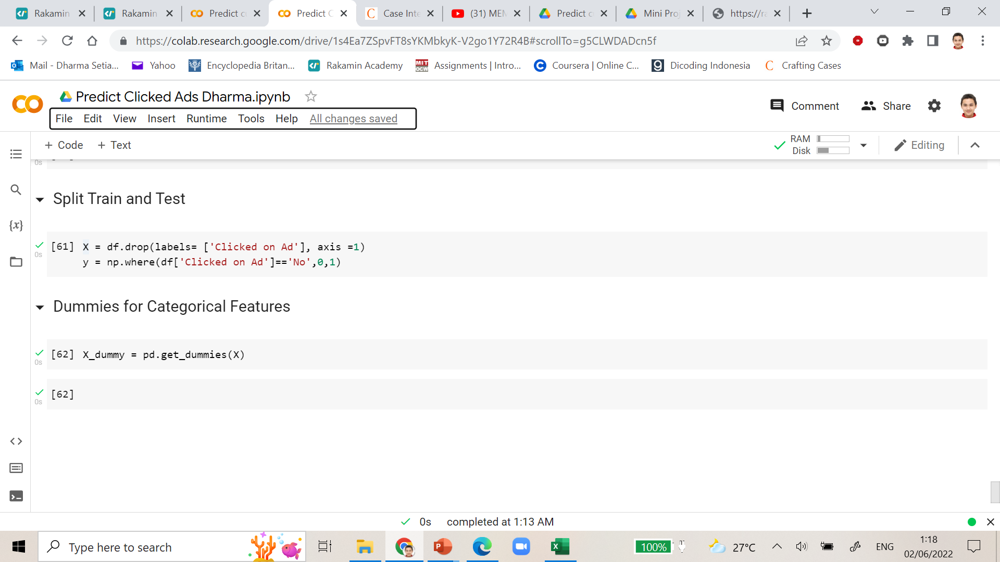 Rakamin
Rakamin
Predict c
Predict C
Case Inte
(31) MEM
Predict c
Mini Proj
https://ra
https://colab.research.google.com/drive/1s4Ea7ZSpvFT8sYKMbkyK-V2go1Y72R4B#scrollTo=g5CLWDADcn5f
Mail - Dharma Setia...
Yahoo
Encyclopedia Britan...
Rakamin Academy
MIT OCW
Assignments | Intro...
Coursera | Online C...
Dicoding Indonesia
Crafting Cases
Predict Clicked Ads Dharma.ipynb
File Edit View Insert Runtime Tools Help All changes saved
Comment
Share
+ Code + Text
RAM
Disk
Editing
0s
Split Train and Test
{x}
[61] X = df.drop(labels= ['Clicked on Ad'], axis =1)
0s
y = np.where(df['Clicked on Ad']=='No',0,1)
Dummies for Categorical Features
[62] X_dummy = pd.get_dummies(X)
0s
[62]
0s
0s completed at 1:13 AM
Type here to search
100%
27°C
ENG
1:18
02/06/2022